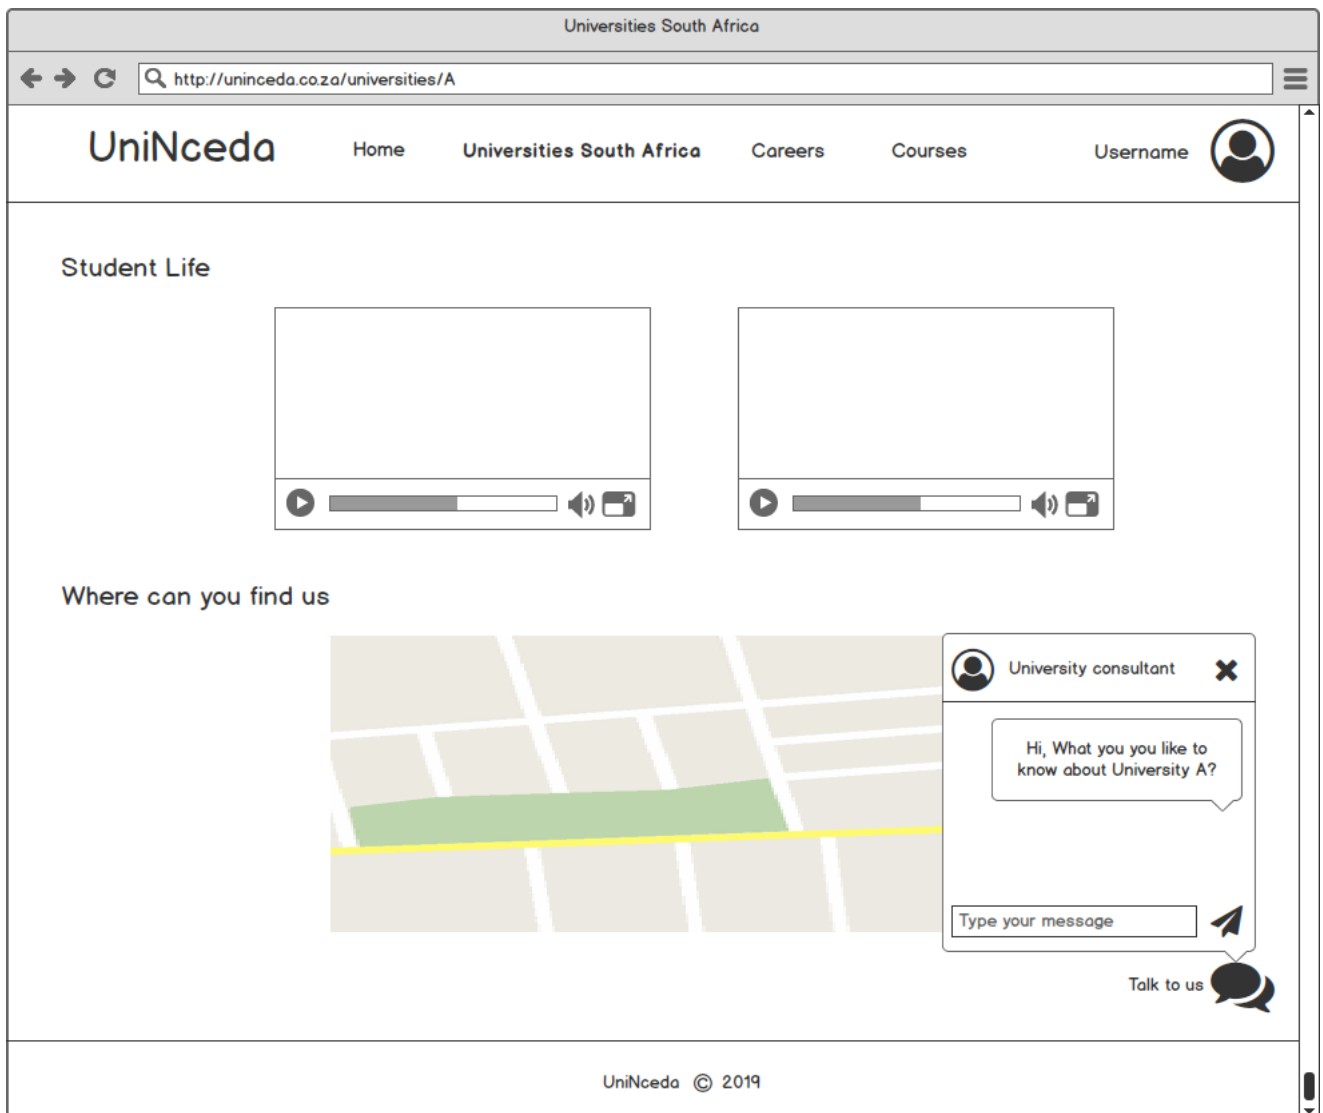 Universities South Africa
http://uninceda.co.za/universities/A
UniNceda Home Universities South Africa Careers Courses Username
Student Life
Where can you find us
University consultant
Hi, What you you like to
know about University A?
Type your message
Talk to us
UniNceda © 2019